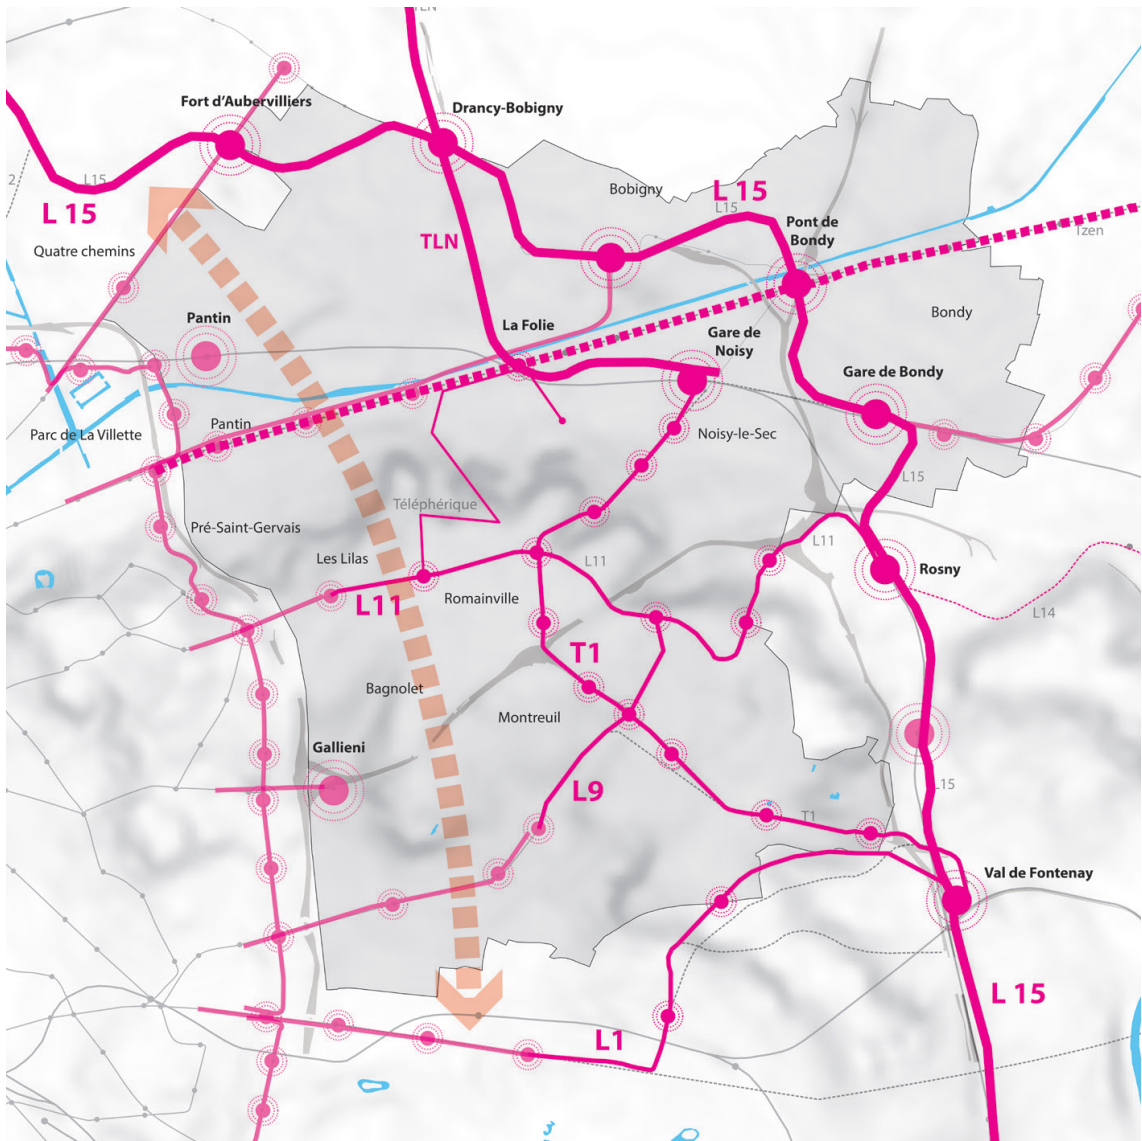 TLN
Fort d’Aubervilliers
Drancy-Bobigny
L15
2
L 15
Bobigny
L 15
L15
Pont de
Bondy
Tzen
Quatre chemins
TLN
Pantin
La Folie
Gare de
Noisy
Bondy
Gare de Bondy
Parc de La Villette
Pantin
Noisy-le-Sec
L15
Téléphérique
Pré-Saint-Gervais
L11
Les Lilas
L11
Rosny
L11
Romainville
L14
T1
Bagnolet
Montreuil
Gallieni
L9
L15
T1
Val de Fontenay
L 15
L1